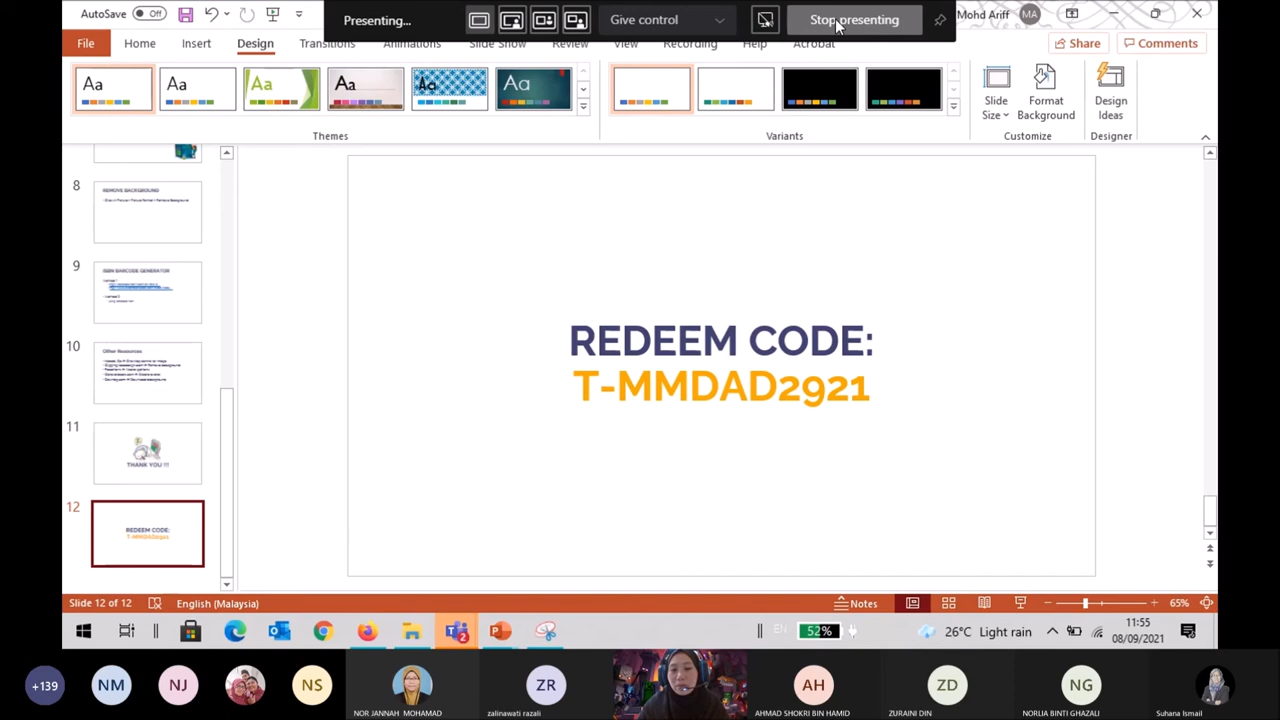 AutoSave Off
Presenting...
Give control
Stop presenting
Mohd Ariff MA
File Home Insert Design Transitions Animations Slide Show Review View Recording Help Acrobat
Share
Comments
Aa Aa Aa Aa Aa Aa
Slide Size
Format Background
Design Ideas
Themes
Variants
Customize
Designer
8
REMOVE BACKGROUND
9
ISBN BARCODE GENERATOR
10
Other Resources
11
THANK YOU !!!
12
REDEEM CODE:
T-MMDAD2921
REDEEM CODE:
T-MMDAD2921
Slide 12 of 12
English (Malaysia)
Notes
65%
2
EN
52%
26°C Light rain
11:55
08/09/2021
+139
NM
NJ
NS
NOR JANNAH MOHAMAD
ZR
zalinawati razali
AH
AHMAD SHOKRI BIN HAMID
ZD
ZURAINI DIN
NG
NORLIA BINTI GHAZALI
Suhana Ismail